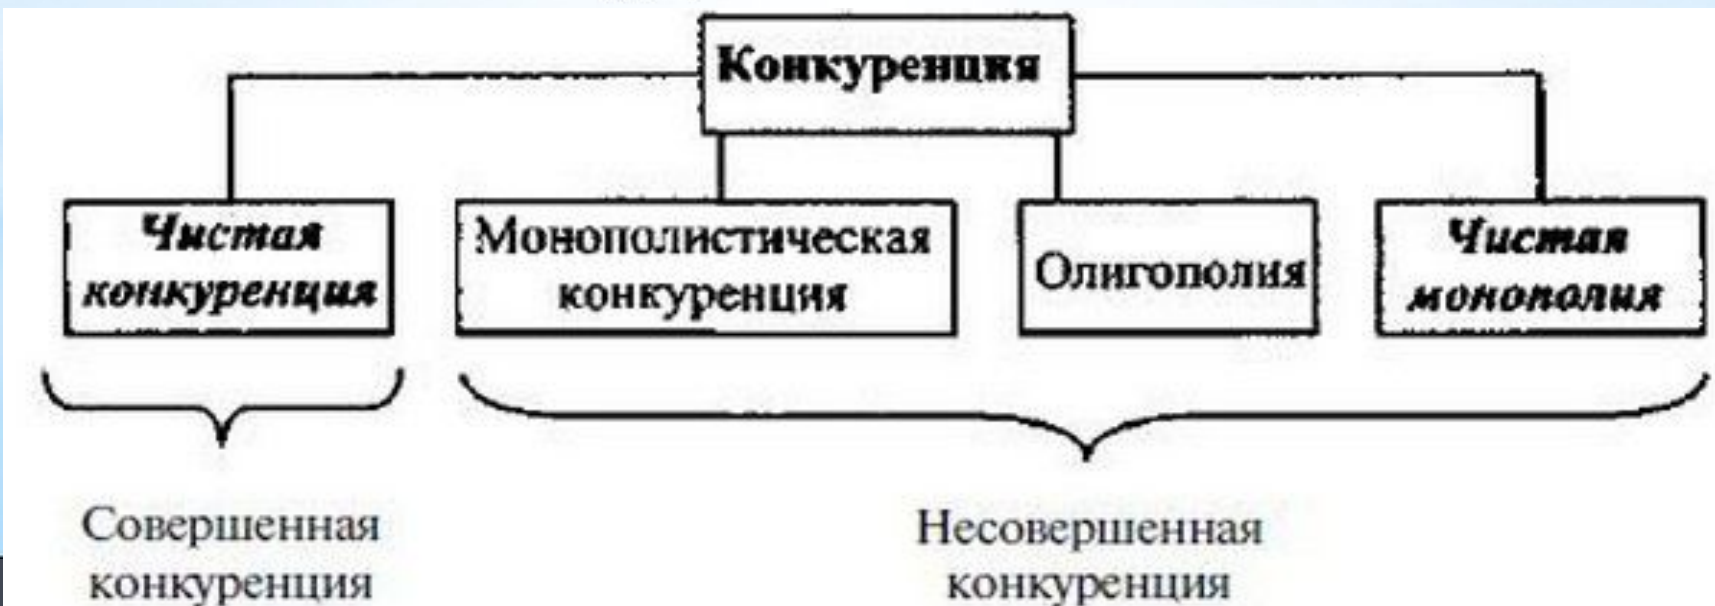 Конкуренция
Чистая
конкуренция
Монополистическая
конкуренция
Олигополия
Чистая
монополия
Совершенная
конкуренция
Несовершенная
конкуренция